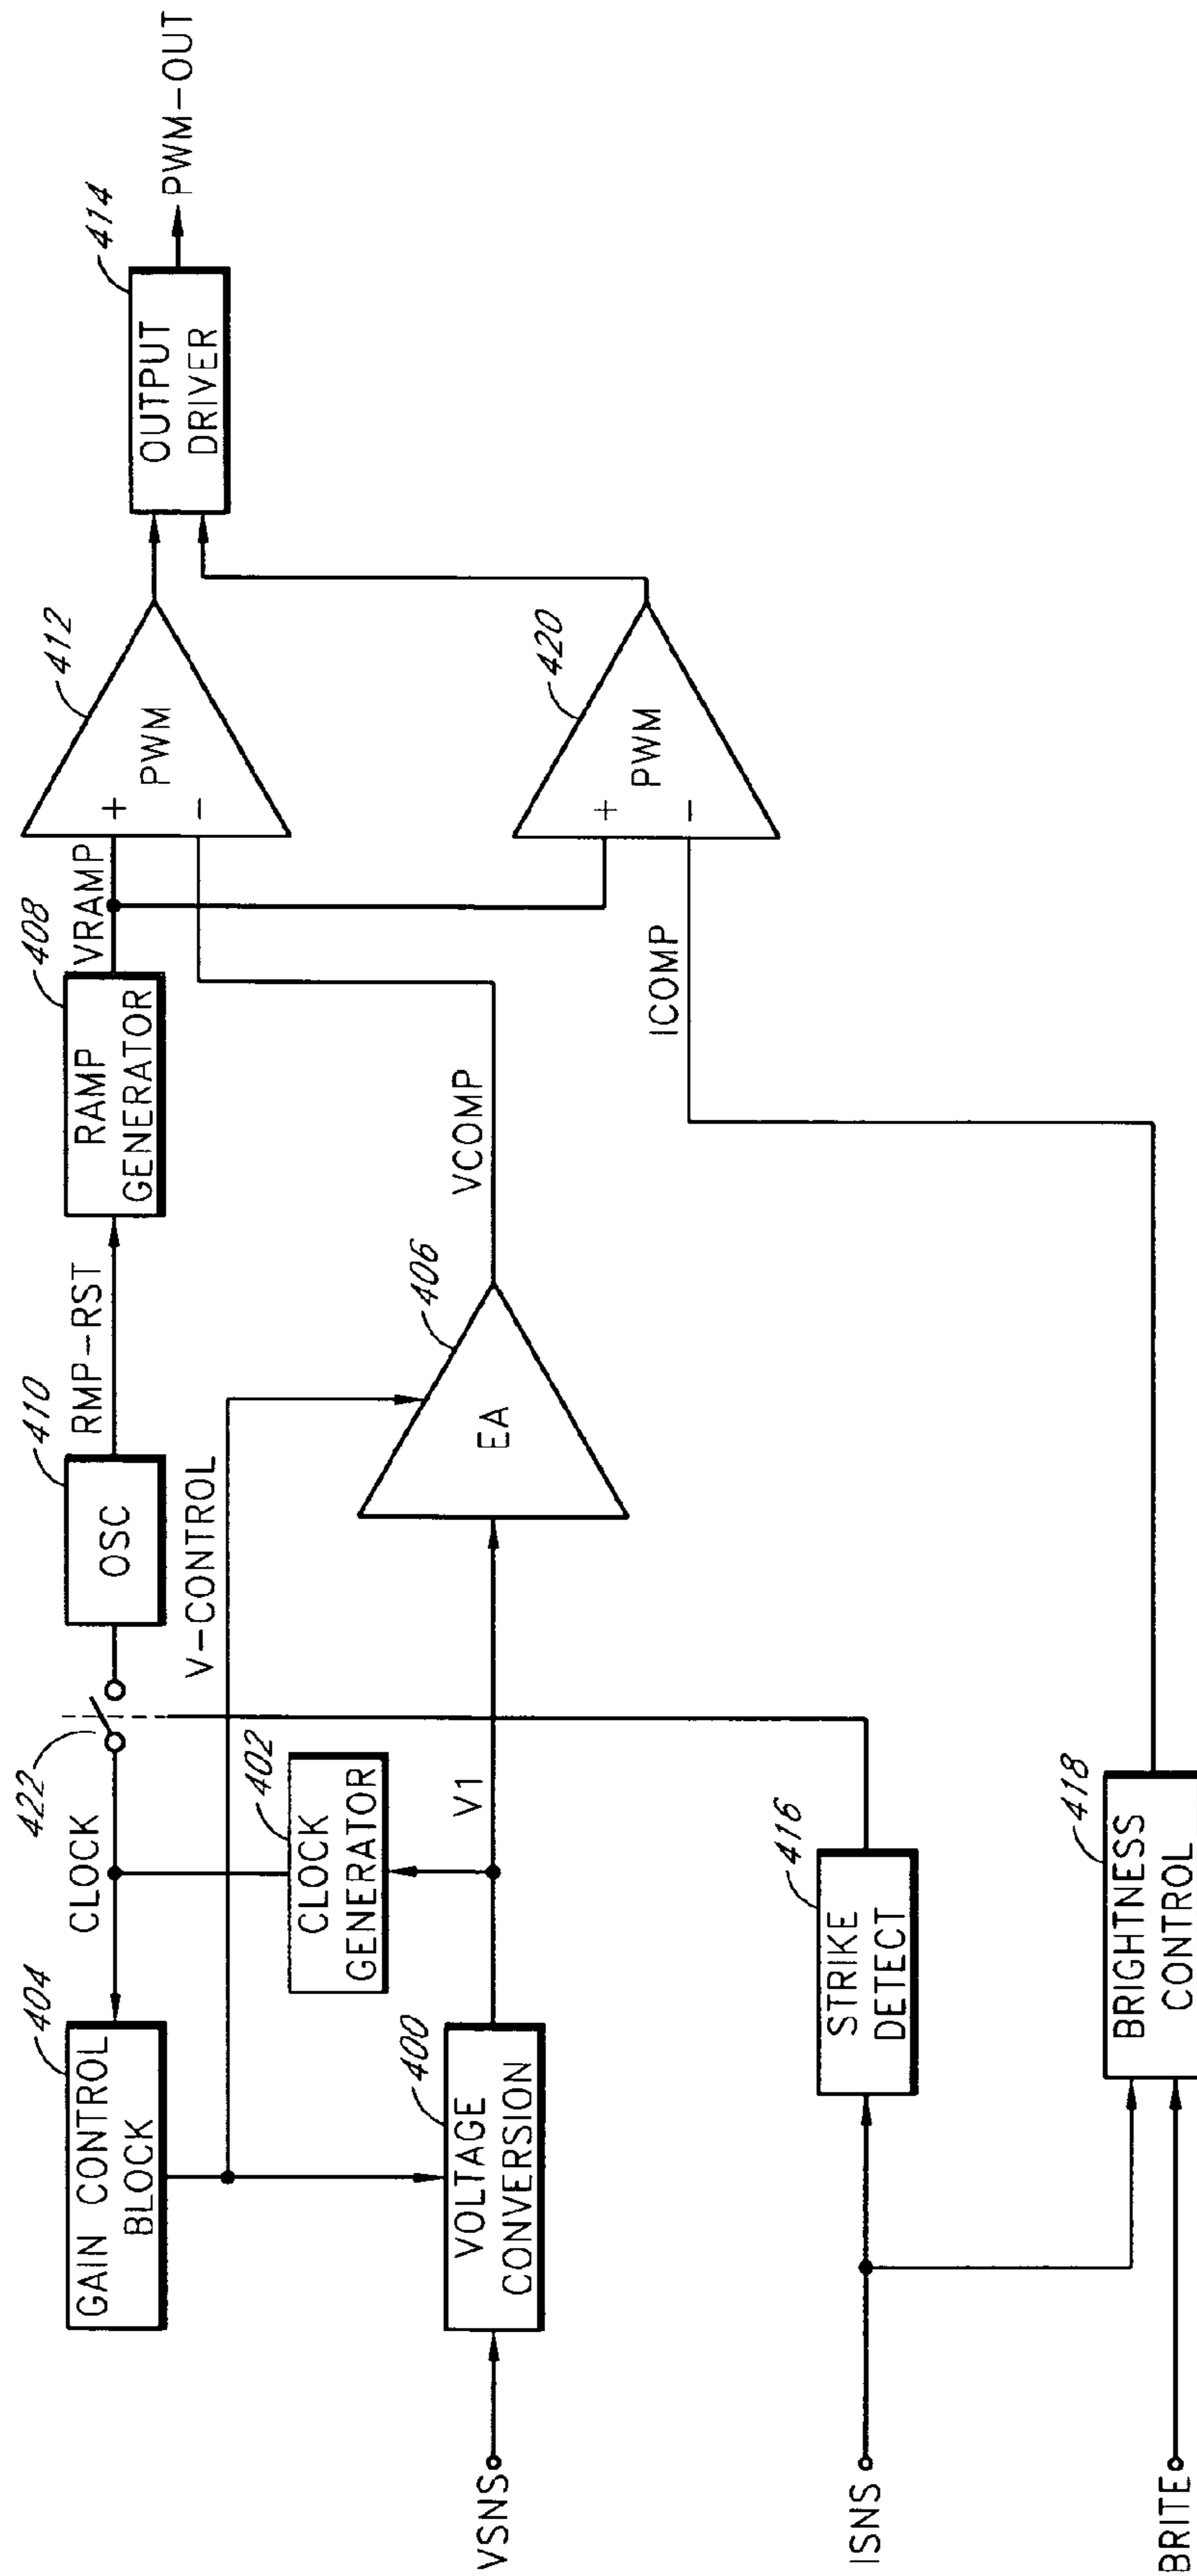 GAIN CONTROL
BLOCK
404
CLOCK
422
OSC
410
RMP-RST
RAMP
GENERATOR
408
VRAMP
+
-
PWM
412
OUTPUT
DRIVER
414
PWM-OUT
V-CONTROL
CLOCK
GENERATOR
402
VSNS
VOLTAGE
CONVERSION
400
V1
EA
406
VCOMP
+
-
PWM
420
ICOMP
ISNS
STRIKE
DETECT
416
BRITE
BRIGHTNESS
CONTROL
418